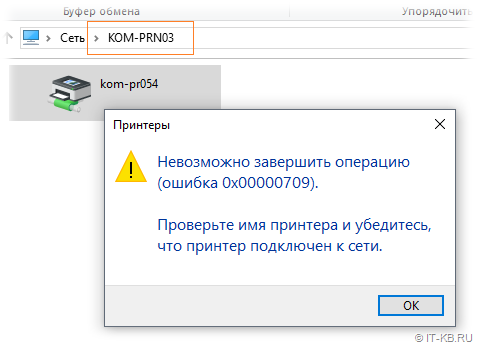 Буфер обмена
Упорядочить
Сеть
KOM-PRN03
kom-pr054
Принтеры
Невозможно завершить операцию
(ошибка 0x00000709).
Проверьте имя принтера и убедитесь,
что принтер подключен к сети.
ОК
© IT-KB.RU